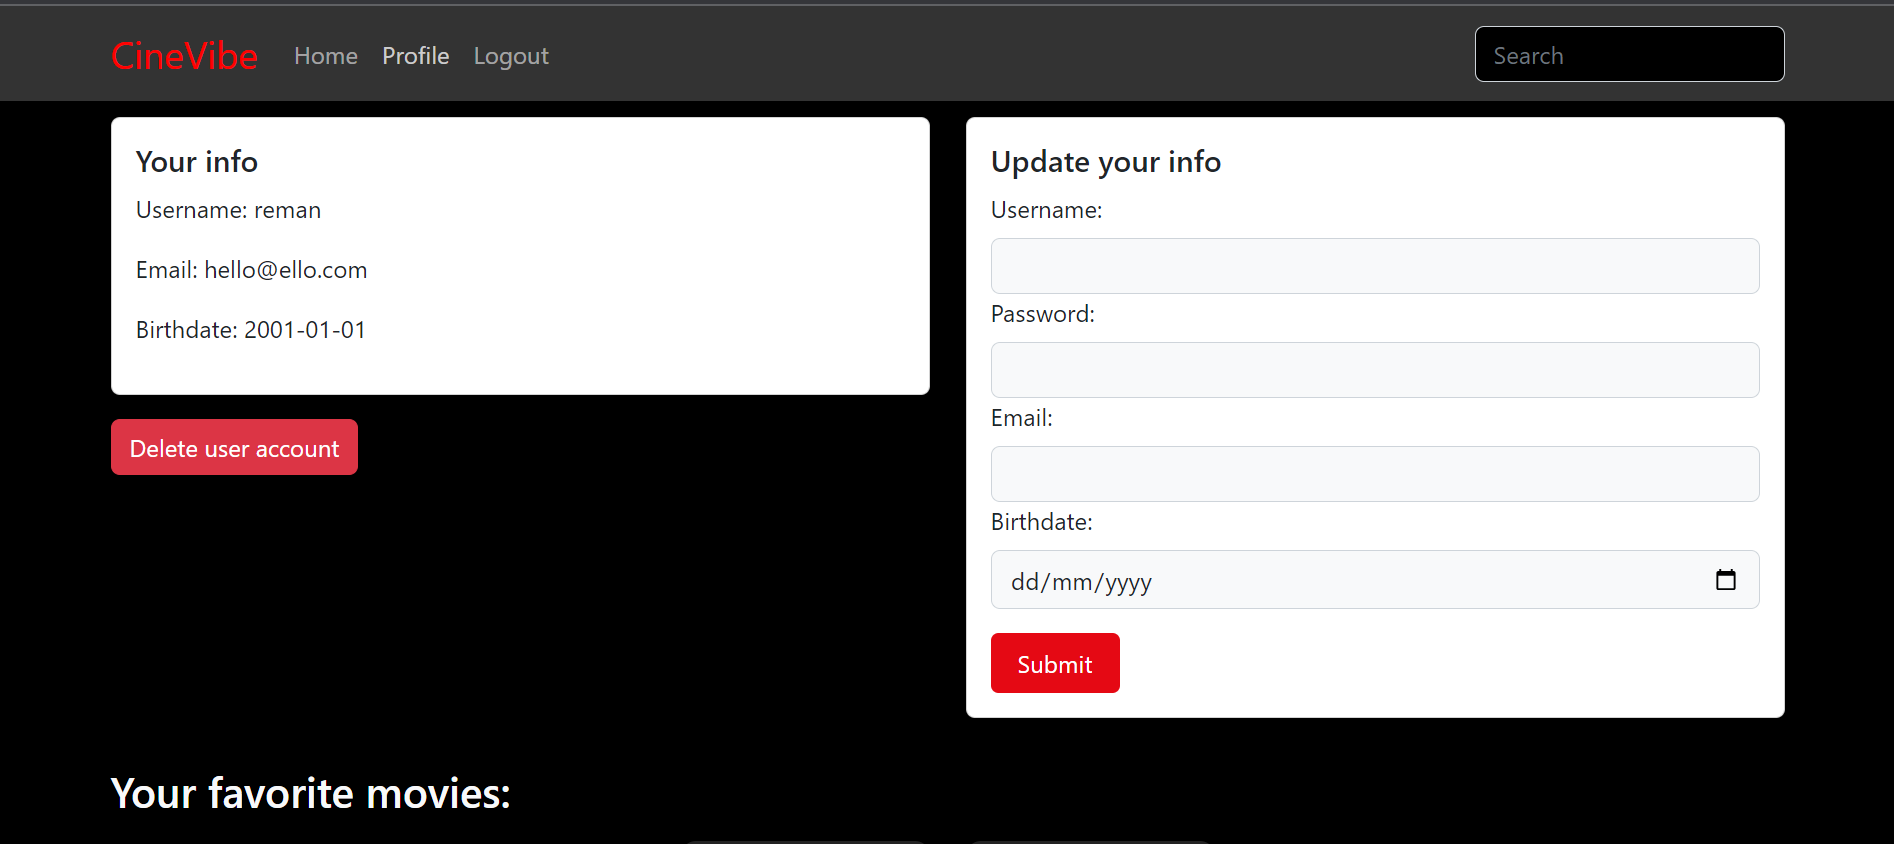 CineVibe Home Profile Logout Search
Your info
Username: reman
Email: hello@ello.com
Birthdate: 2001-01-01
Delete user account
Update your info
Username:
Password:
Email:
Birthdate:
dd/mm/yyyy
Submit
Your favorite movies: